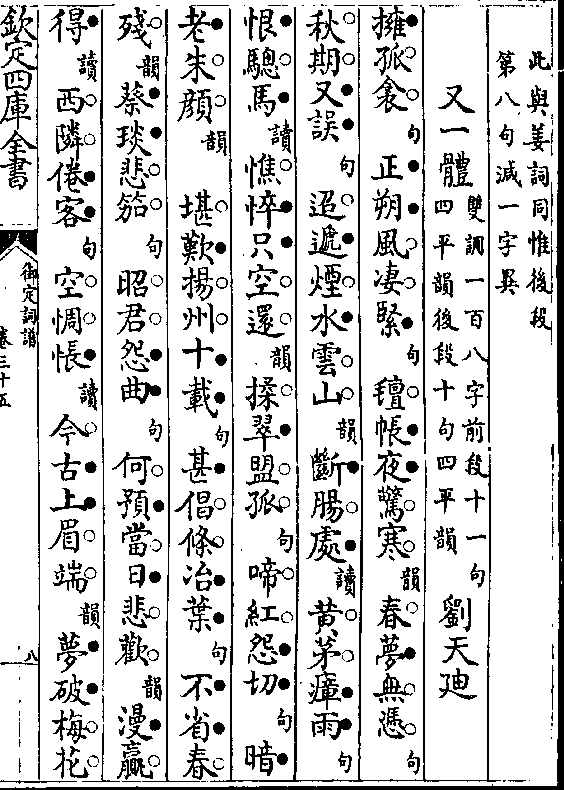 此與姜詞同惟後段
第八句減一字異
又一體 雙調一百八字前段十一句
四平韻後段十句四平韻 劉天廸
擁孤衾句正朔風凄緊句氊帳夜驚寒韻春夢無憑句
秋期又誤句迢遞煙水雲山韻斷腸處讀黄茅瘴雨句
恨驄馬讀憔悴只空還韻揉翠盟孤句啼紅怨切句暗
老朱顔韻 堪歎揚州十載句甚倡條冶葉句不省春
殘韻蔡琰悲笳句昭君怨曲句何預當日悲歡韻漫贏
得讀西隣倦客句空惆悵讀今古上眉端韻夢破梅花
欽定四庫全書
御定詞譜
卷三十五
八